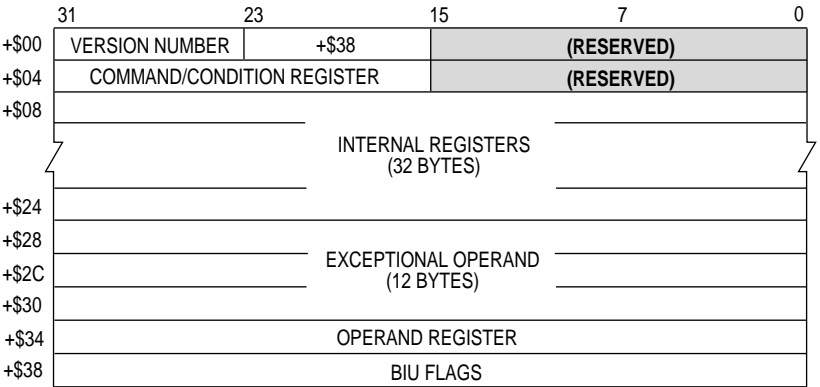 31 23 15 7 0
+$00 VERSION NUMBER +$38 (RESERVED)
+$04 COMMAND/CONDITION REGISTER (RESERVED)
+$08
INTERNAL REGISTERS
(32 BYTES)
+$24
+$28
EXCEPTIONAL OPERAND
+$2C (12 BYTES)
+$30
+$34 OPERAND REGISTER
+$38 BIU FLAGS